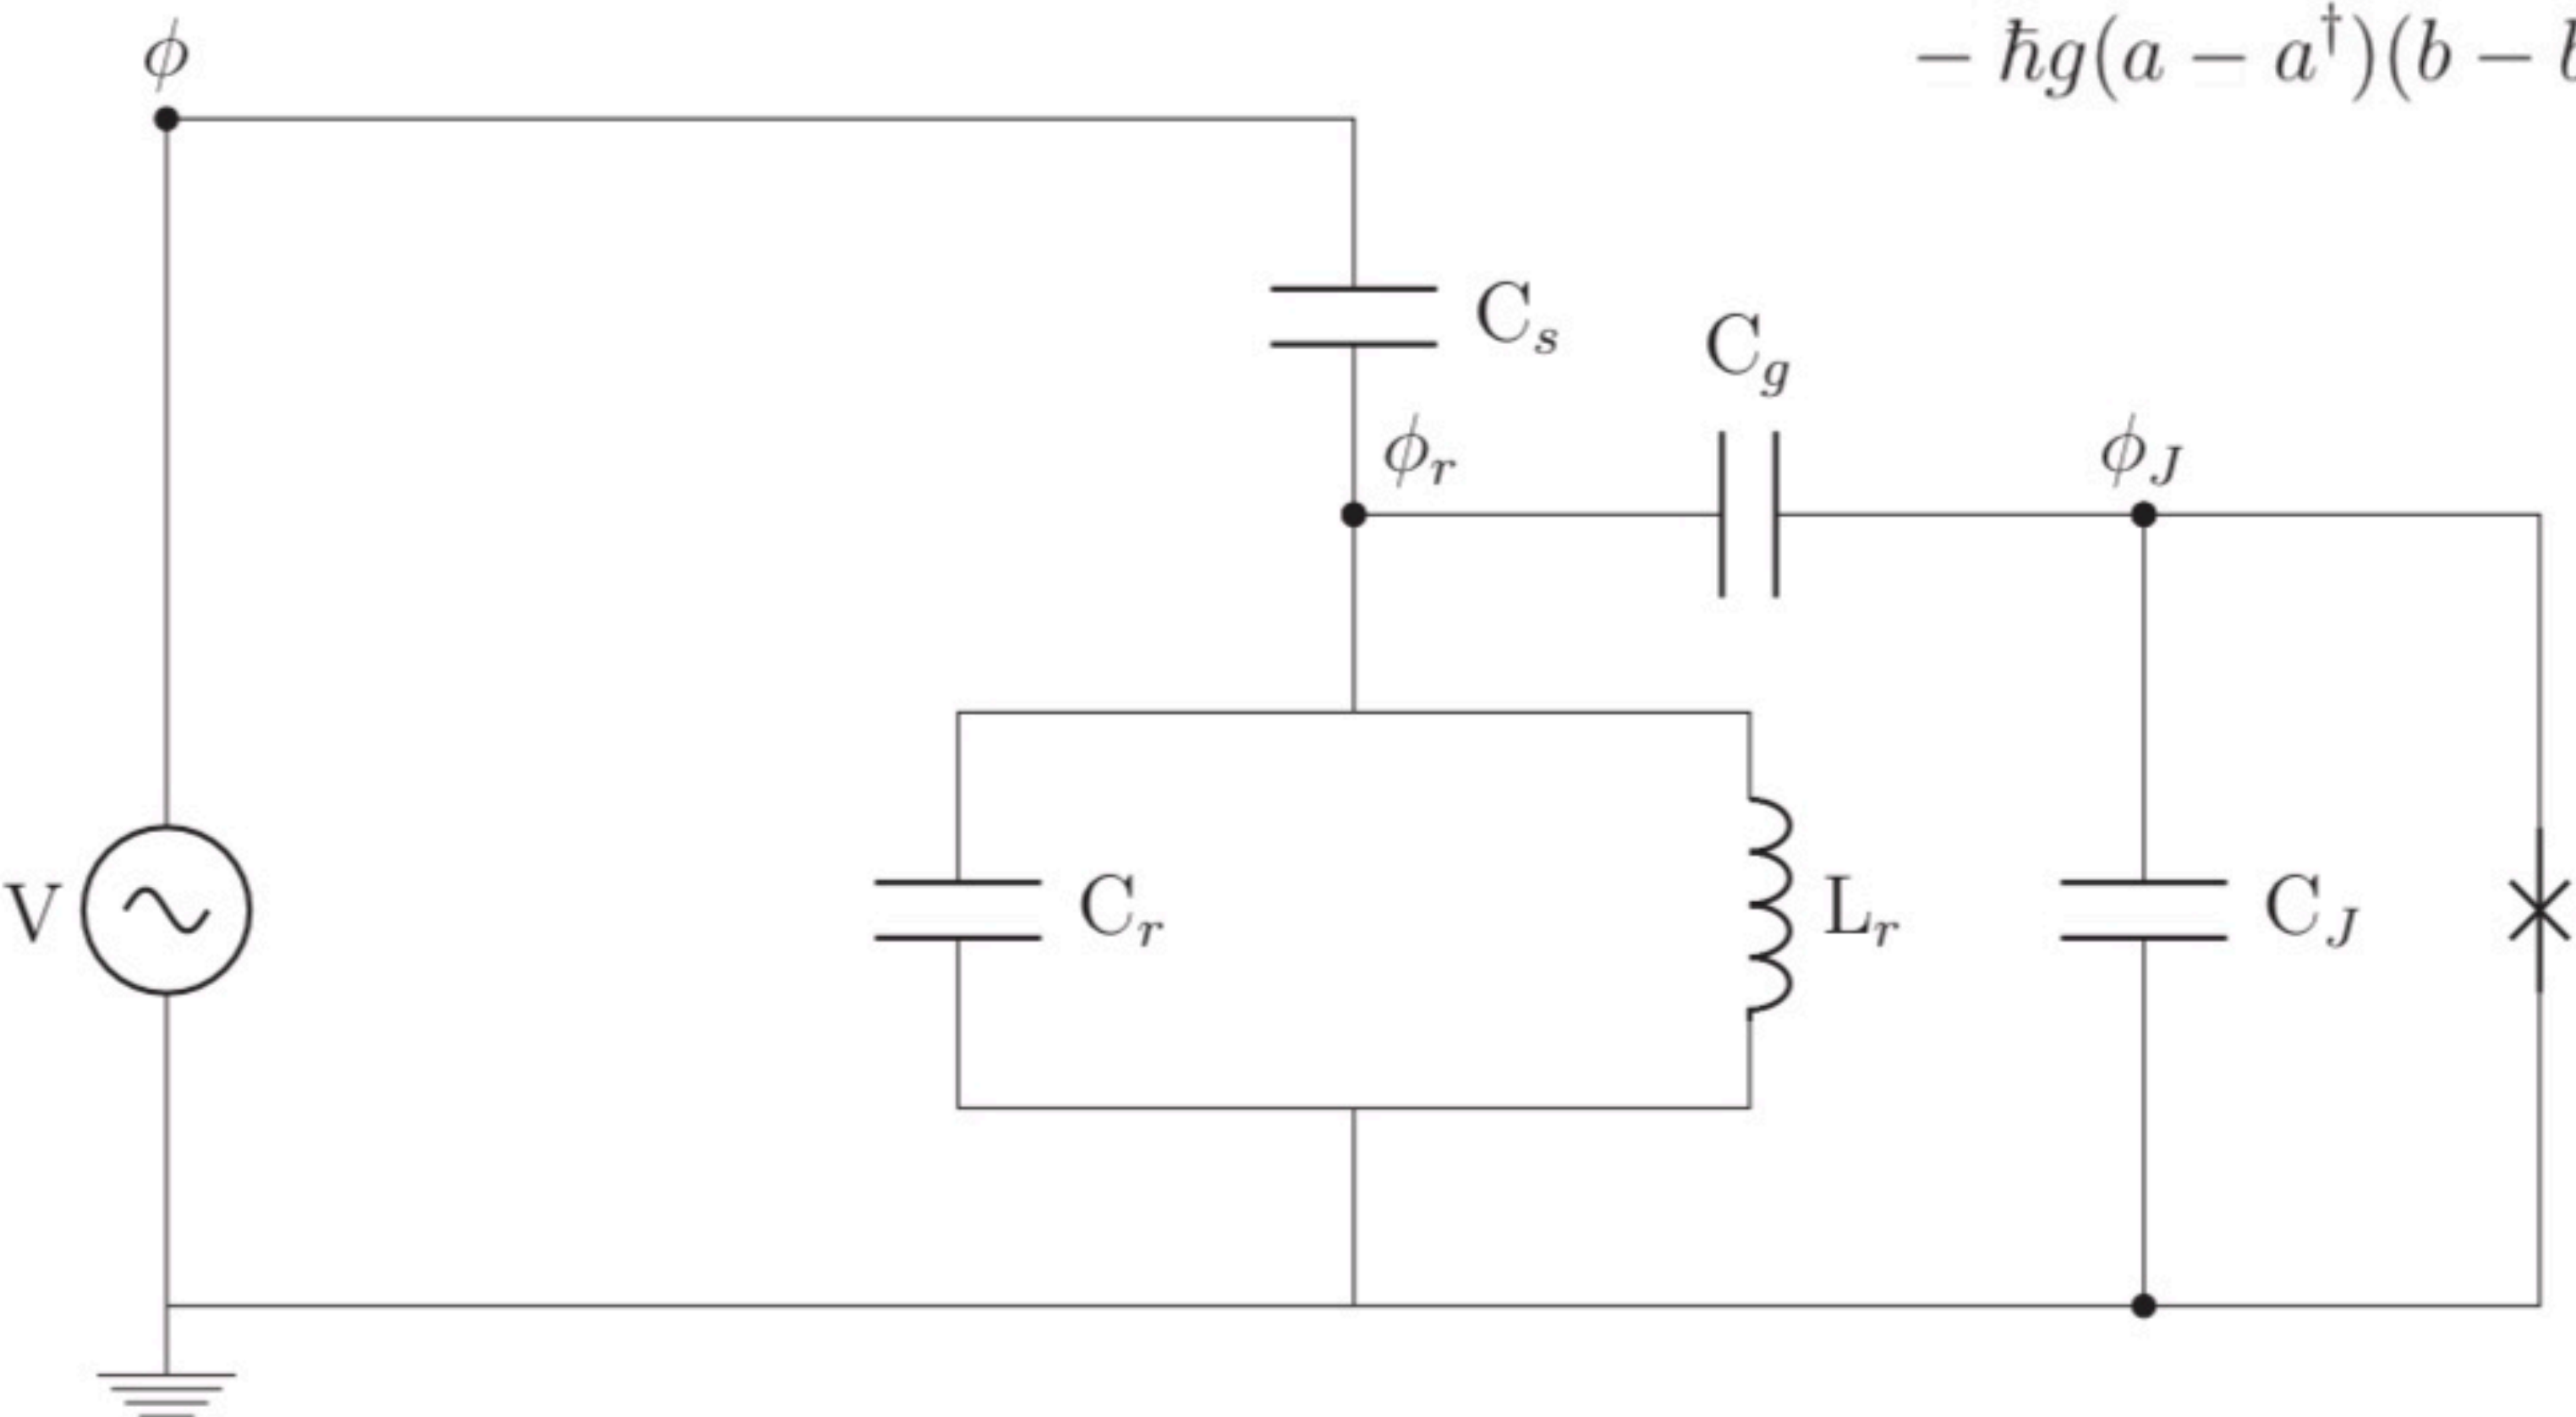 ϕ
− ħg(a − a†)(b − b
C_s
C_g
ϕ_r
ϕ_J
V
C_r
L_r
C_J